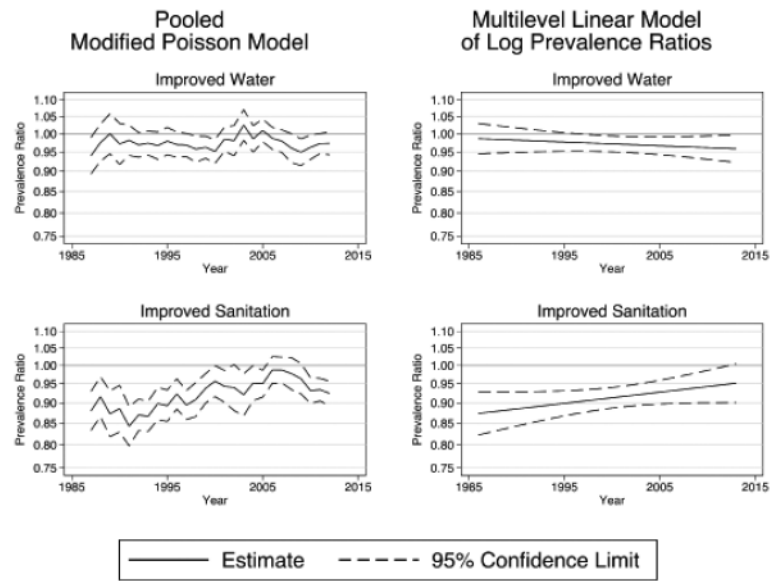 Pooled
Modified Poisson Model
Multilevel Linear Model
of Log Prevalence Ratios
Improved Water
Prevalence Ratio
1.10
1.05
1.00
0.95
0.90
0.85
0.80
0.75
1985 1995 2005 2015
Year
Improved Water
Prevalence Ratio
1.10
1.05
1.00
0.95
0.90
0.85
0.80
0.75
1985 1995 2005 2015
Year
Improved Sanitation
Prevalence Ratio
1.10
1.05
1.00
0.95
0.90
0.85
0.80
0.75
1985 1995 2005 2015
Year
Improved Sanitation
Prevalence Ratio
1.10
1.05
1.00
0.95
0.90
0.85
0.80
0.75
1985 1995 2005 2015
Year
Estimate 95% Confidence Limit